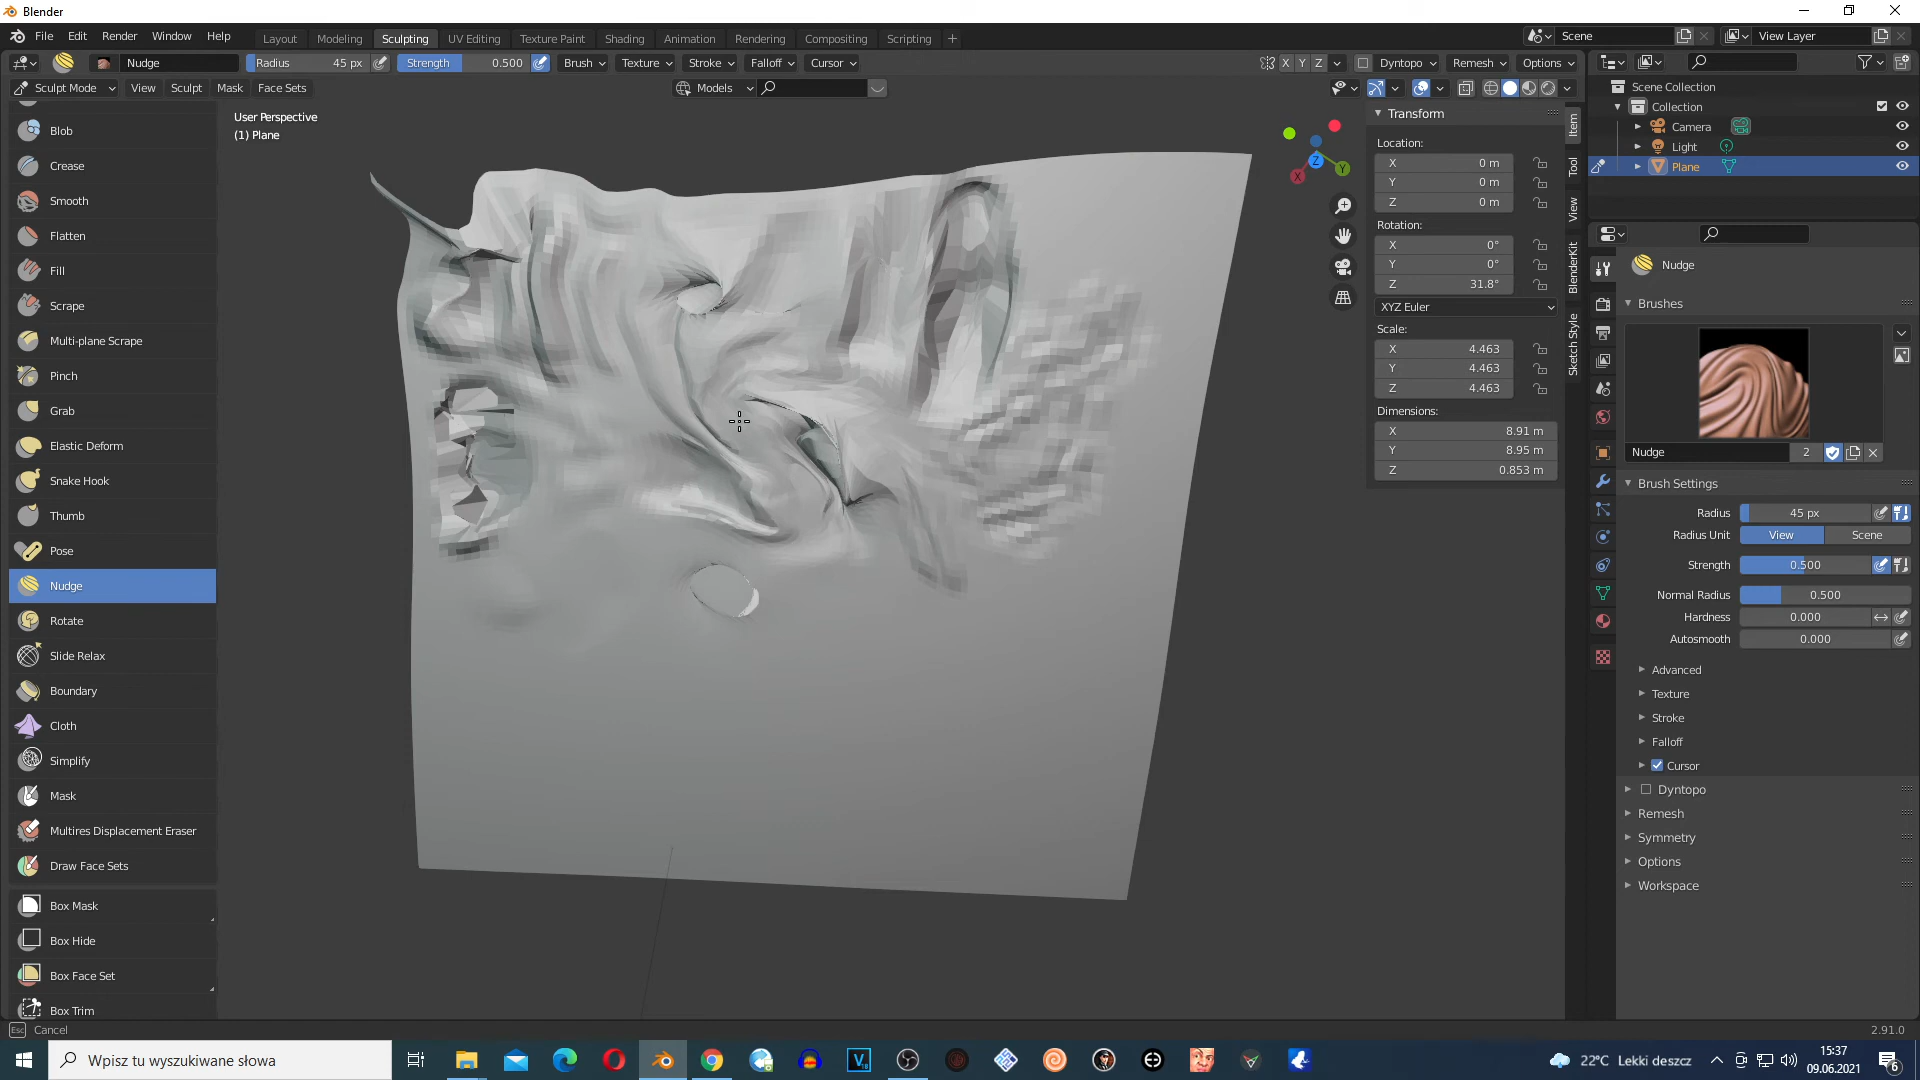 Blender
File Edit Render Window Help Layout Modeling Sculpting UV Editing Texture Paint Shading Animation Rendering Compositing Scripting + Scene View Layer
Nudge Radius 45 px Strength 0.500 Brush Texture Stroke Falloff Cursor X Y Z Dyntopo Remesh Options
Sculpt Mode View Sculpt Mask Face Sets Models
User Perspective
(1) Plane
Blob
Crease
Smooth
Flatten
Fill
Scrape
Multi-plane Scrape
Pinch
Grab
Elastic Deform
Snake Hook
Thumb
Pose
Nudge
Rotate
Slide Relax
Boundary
Cloth
Simplify
Mask
Multires Displacement Eraser
Draw Face Sets
Box Mask
Box Hide
Box Face Set
Box Trim
X Y Z
Transform
Location:
X 0 m
Y 0 m
Z 0 m
Rotation:
X 0°
Y 0°
Z 31.8°
XYZ Euler
Scale:
X 4.463
Y 4.463
Z 4.463
Dimensions:
X 8.91 m
Y 8.95 m
Z 0.853 m
Item
Tool
View
BlenderKit
Sketch Style
Scene Collection
Collection
Camera
Light
Plane
Nudge
Brushes
Nudge 2
Brush Settings
Radius 45 px
Radius Unit View Scene
Strength 0.500
Normal Radius 0.500
Hardness 0.000
Autosmooth 0.000
Advanced
Texture
Stroke
Falloff
Cursor
Dyntopo
Remesh
Symmetry
Options
Workspace
Esc Cancel 2.91.0
Wpisz tu wyszukiwane słowa
22°C Lekki deszcz
15:37
09.06.2021
6